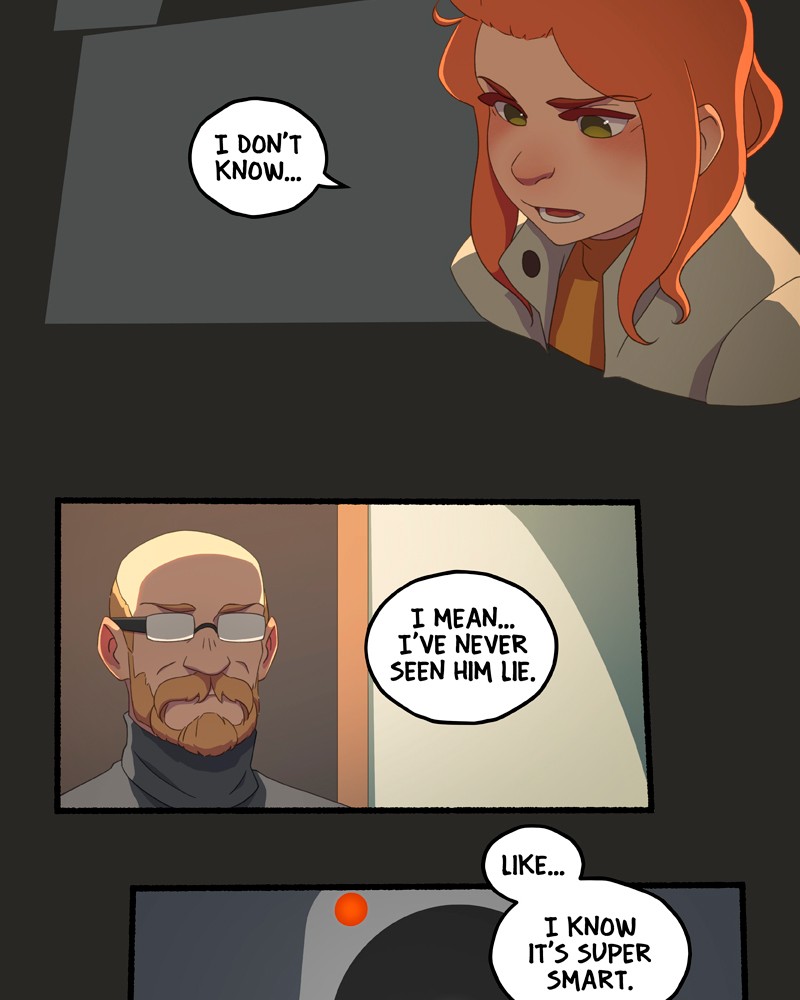 I DON'T
KNOW...
I MEAN...
I'VE NEVER
SEEN HIM LIE.
LIKE...
I KNOW
IT'S SUPER
SMART.